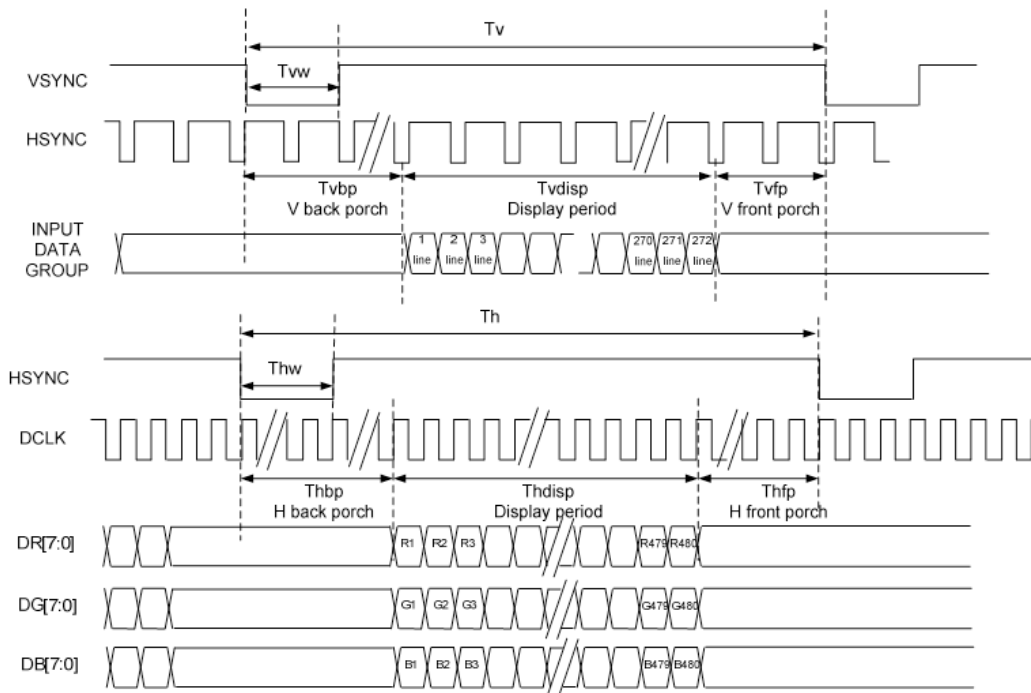 Tv
VSYNC
Tvw
HSYNC
Tvbp
V back porch
Tvdisp
Display period
Tvfp
V front porch
INPUT
DATA
GROUP
1
line
2
line
3
line
270
line
271
line
272
line
Th
HSYNC
Thw
DCLK
Thbp
H back porch
Thdisp
Display period
Thfp
H front porch
DR[7:0]
R1 R2 R3 R479 R480
DG[7:0]
G1 G2 G3 G479 G480
DB[7:0]
B1 B2 B3 B479 B480